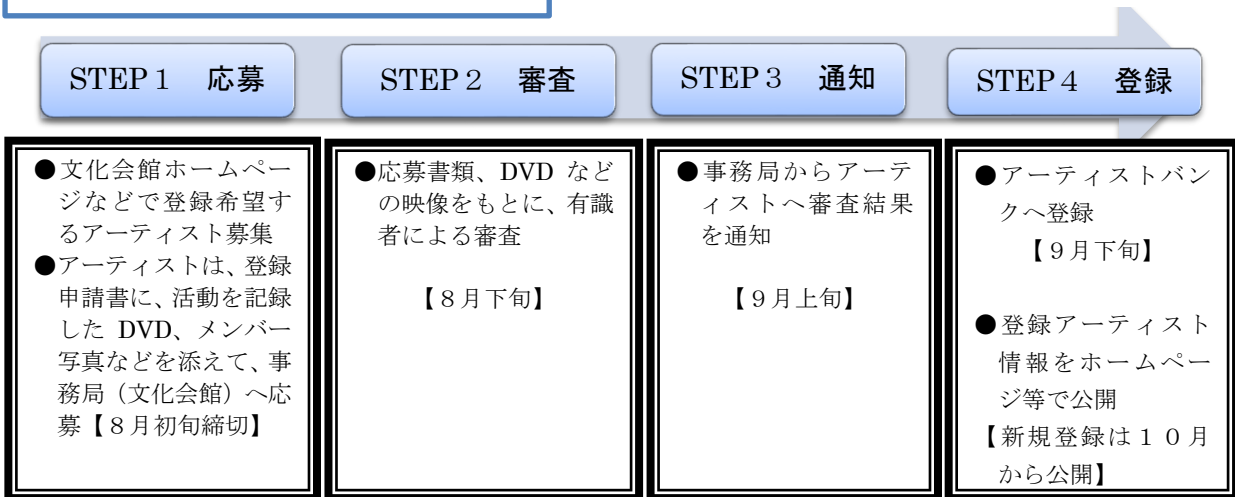 STEP１　応募
STEP２　審査
STEP３　通知
STEP４　登録
●文化会館ホームペー
ジなどで登録希望す
るアーティスト募集
●アーティストは、登録
申請書に、活動を記録
した DVD、メンバー
写真などを添えて、事
務局（文化会館）へ応
募【８月初旬締切】
●応募書類、DVD など
の映像をもとに、有識
者による審査
【８月下旬】
●事務局からアーテ
ィストへ審査結果
を通知
【９月上旬】
●アーティストバン
クへ登録
【９月下旬】
●登録アーティスト
情報をホームペー
ジ等で公開
【新規登録は１０月
から公開】